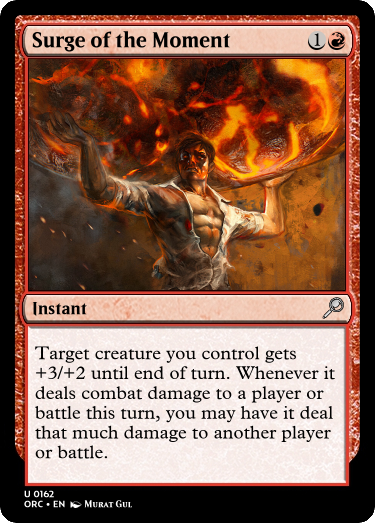 Surge of the Moment 1
Instant
Target creature you control gets
+3/+2 until end of turn. Whenever it
deals combat damage to a player or
battle this turn, you may have it deal
that much damage to another player
or battle.
U 0162
ORC • EN Murat Gul